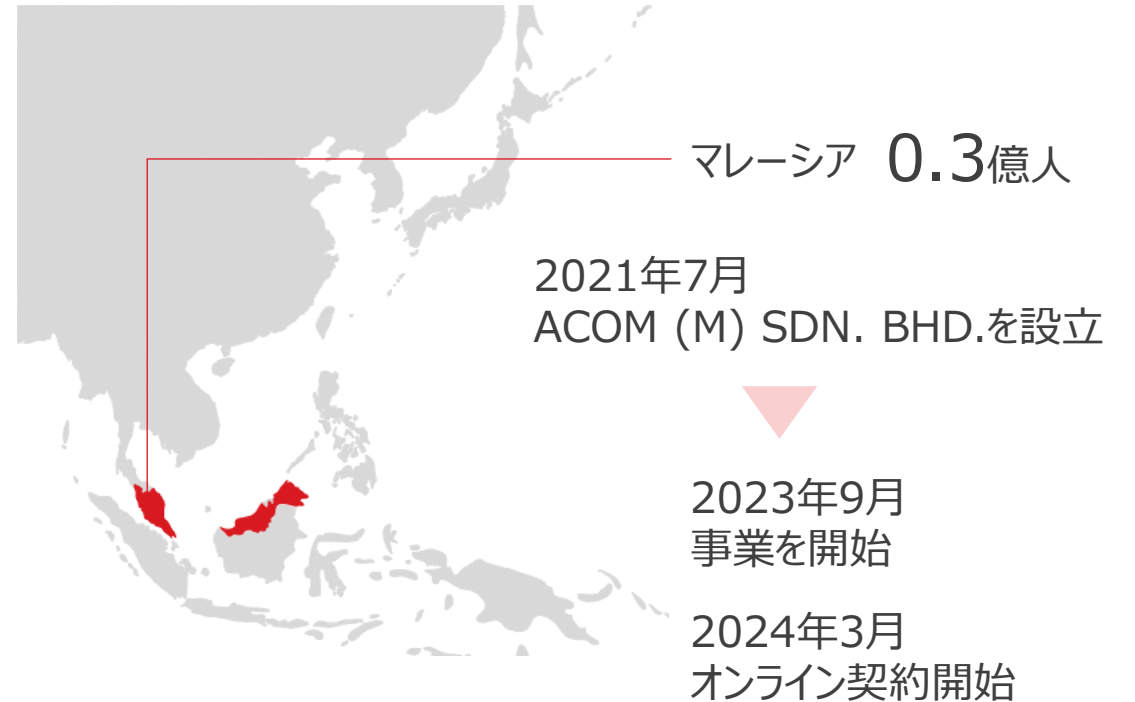 マレーシア 0.3億人
2021年7月
ACOM (M) SDN. BHD.を設立
2023年9月
事業を開始
2024年3月
オンライン契約開始